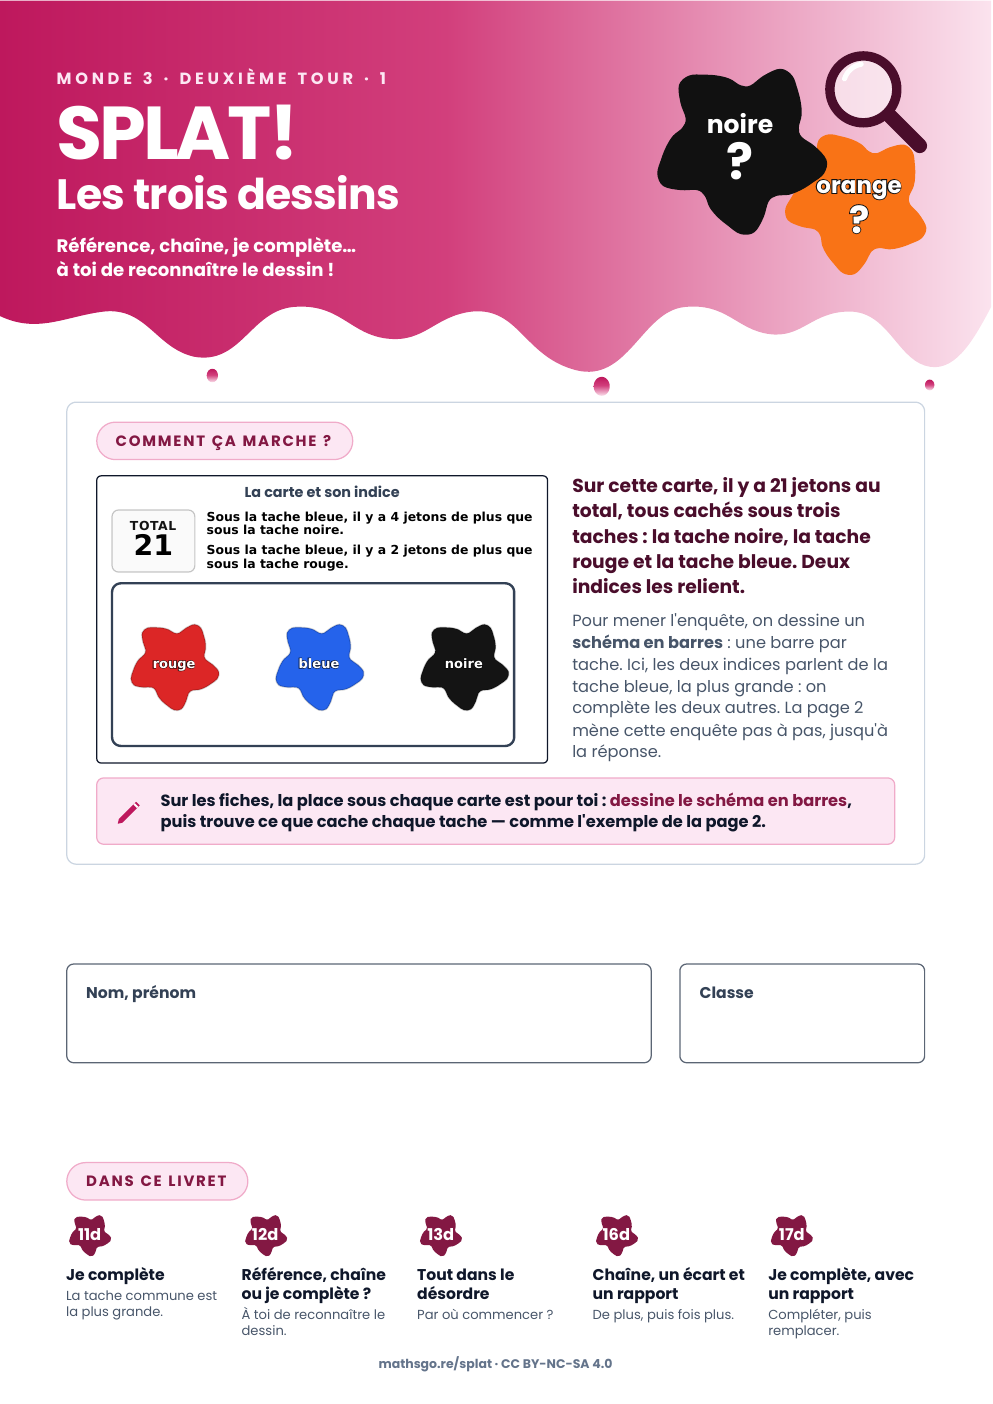 MONDE 3 · DEUXIÈME TOUR · 1
SPLAT!
Les trois dessins
Référence, chaîne, je complète…
à toi de reconnaître le dessin !
noire
?
orange
?
COMMENT ÇA MARCHE ?
La carte et son indice
TOTAL
21
Sous la tache bleue, il y a 4 jetons de plus que
sous la tache noire.
Sous la tache bleue, il y a 2 jetons de plus que
sous la tache rouge.
rouge
bleue
noire
Sur cette carte, il y a 21 jetons au
total, tous cachés sous trois
taches : la tache noire, la tache
rouge et la tache bleue. Deux
indices les relient.
Pour mener l'enquête, on dessine un
schéma en barres : une barre par
tache. Ici, les deux indices parlent de la
tache bleue, la plus grande : on
complète les deux autres. La page 2
mène cette enquête pas à pas, jusqu'à
la réponse.
Sur les fiches, la place sous chaque carte est pour toi : dessine le schéma en barres,
puis trouve ce que cache chaque tache — comme l'exemple de la page 2.
Nom, prénom
Classe
DANS CE LIVRET
11d
Je complète
La tache commune est
la plus grande.
12d
Référence, chaîne
ou je complète ?
À toi de reconnaître le
dessin.
13d
Tout dans le
désordre
Par où commencer ?
16d
Chaîne, un écart et
un rapport
De plus, puis fois plus.
17d
Je complète, avec
un rapport
Compléter, puis
remplacer.
mathsgo.re/splat · CC BY-NC-SA 4.0